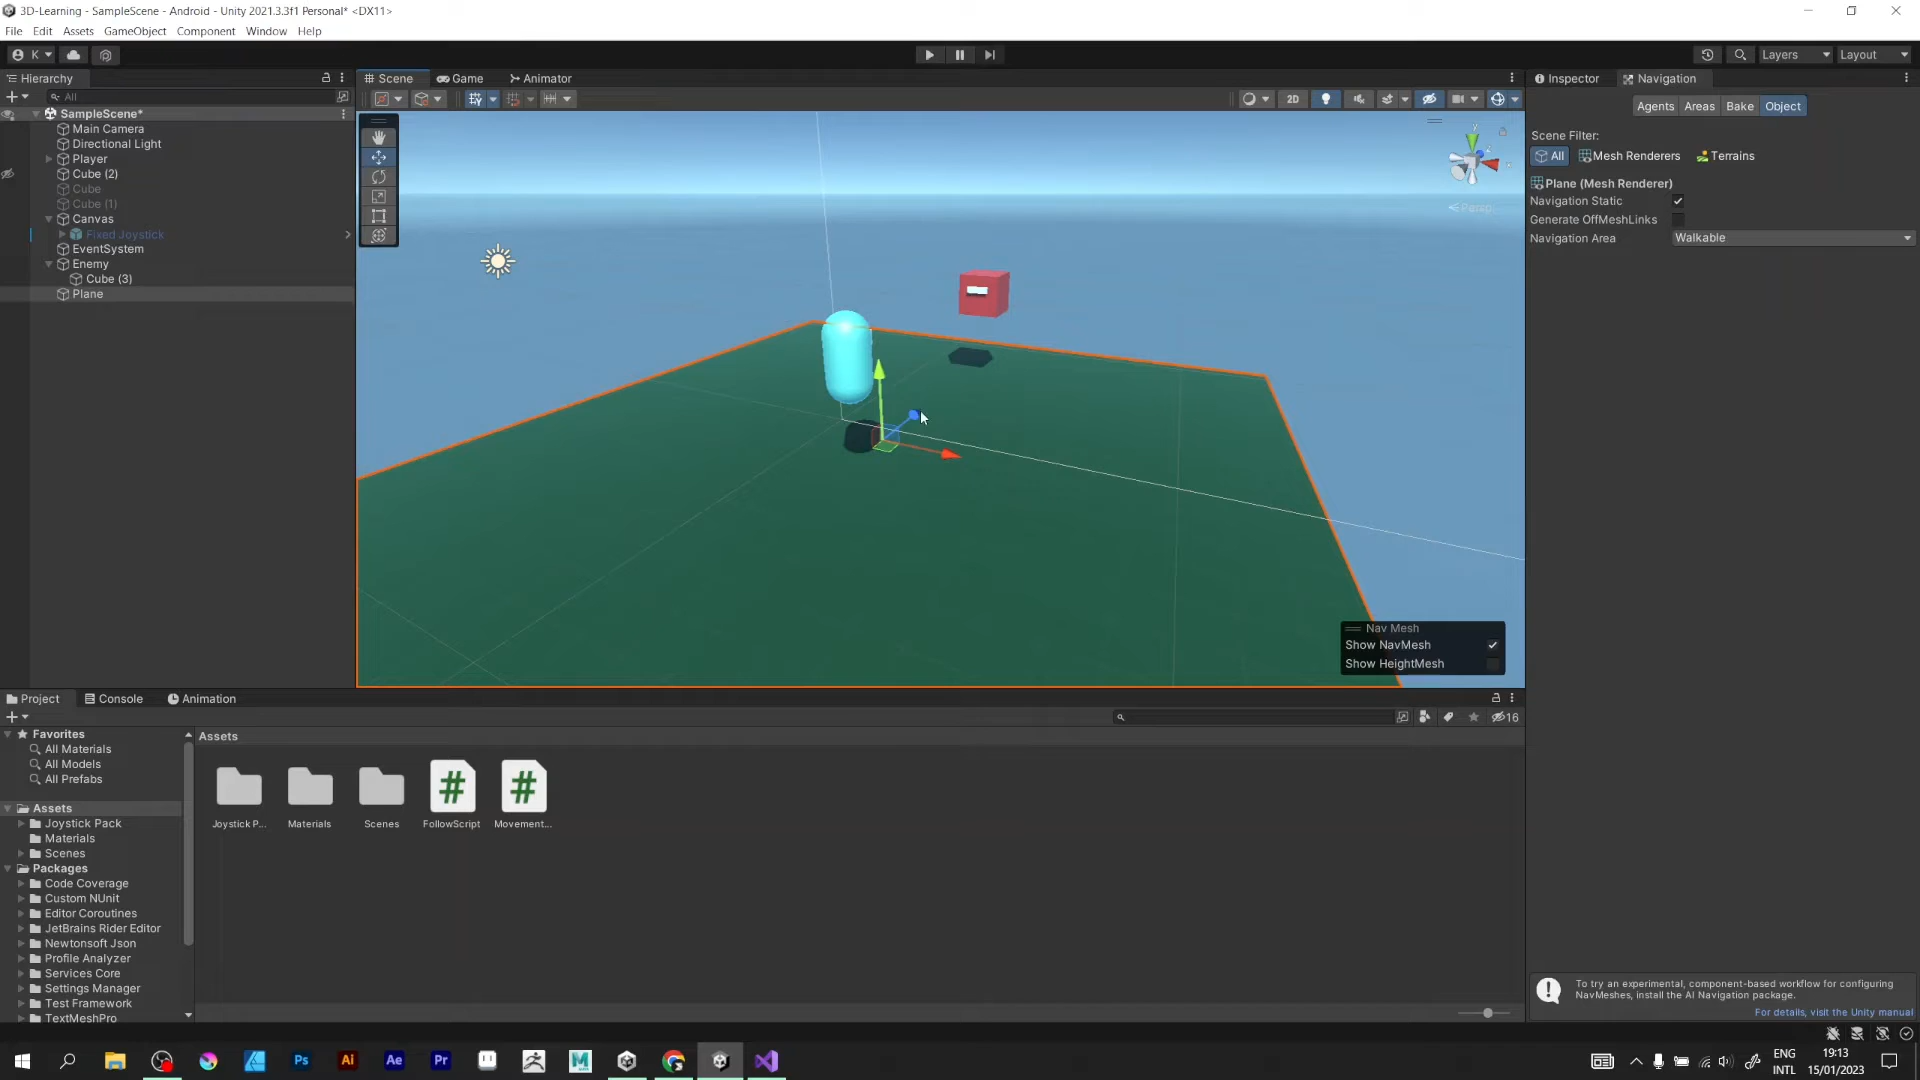 3D-Learning - SampleScene - Android - Unity 2021.3.3f1 Personal* <DX11>
File Edit Assets GameObject Component Window Help
K
Layers
Layout
Hierarchy
All
SampleScene*
Main Camera
Directional Light
Player
Cube (2)
Cube
Cube (1)
Canvas
Fixed Joystick
EventSystem
Enemy
Cube (3)
Plane
Scene
Game
Animator
2D
y
z
Persp
Nav Mesh
Show NavMesh
Show HeightMesh
Inspector
Navigation
Agents Areas Bake Object
Scene Filter:
All Mesh Renderers Terrains
Plane (Mesh Renderer)
Navigation Static
Generate OffMeshLinks
Navigation Area Walkable
To try an experimental, component-based workflow for configuring
NavMeshes, install the AI Navigation package.
For details, visit the Unity manual
Project
Console
Animation
16
Favorites
All Materials
All Models
All Prefabs
Assets
Joystick Pack
Materials
Scenes
Packages
Code Coverage
Custom NUnit
Editor Coroutines
JetBrains Rider Editor
Newtonsoft Json
Profile Analyzer
Services Core
Settings Manager
Test Framework
TextMeshPro
Assets
Joystick P...
Materials
Scenes
FollowScript
Movement...
Ps
Ai
Ae
Pr
M
ENG
INTL
19:13
15/01/2023